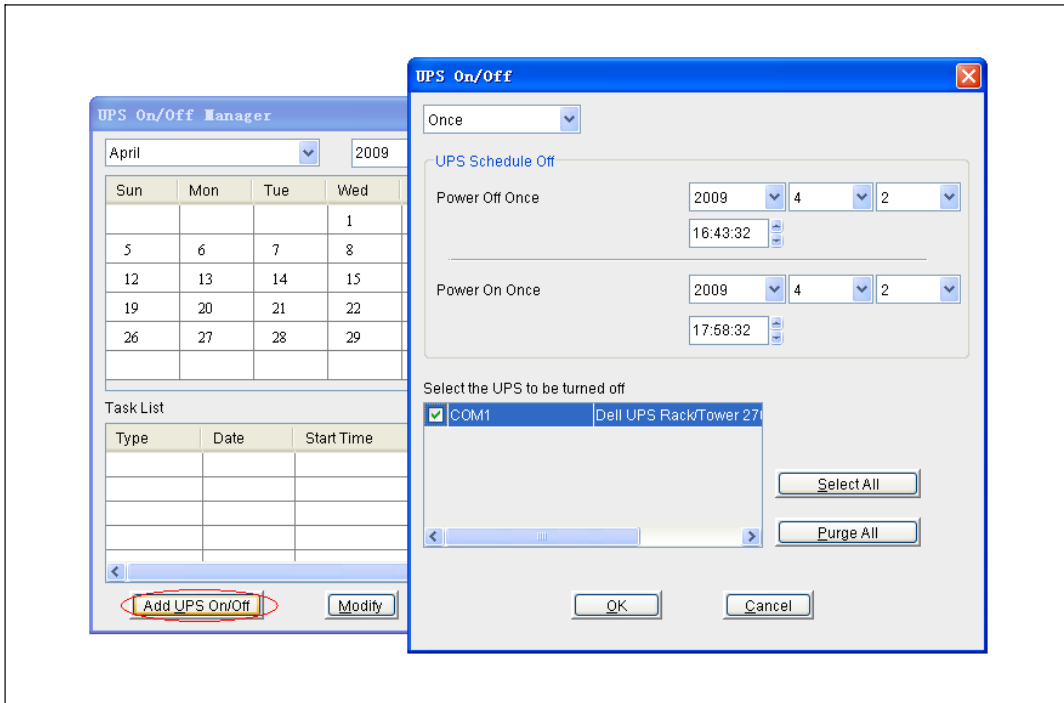 UPS On/Off Manager
April 2009
Sun Mon Tue Wed
1
5 6 7 8
12 13 14 15
19 20 21 22
26 27 28 29
Task List
Type Date Start Time
Add UPS On/Off Modify
UPS On/Off
Once
UPS Schedule Off
Power Off Once 2009 4 2
16:43:32
Power On Once 2009 4 2
17:58:32
Select the UPS to be turned off
COM1 Dell UPS Rack/Tower 27
Select All
Purge All
OK Cancel